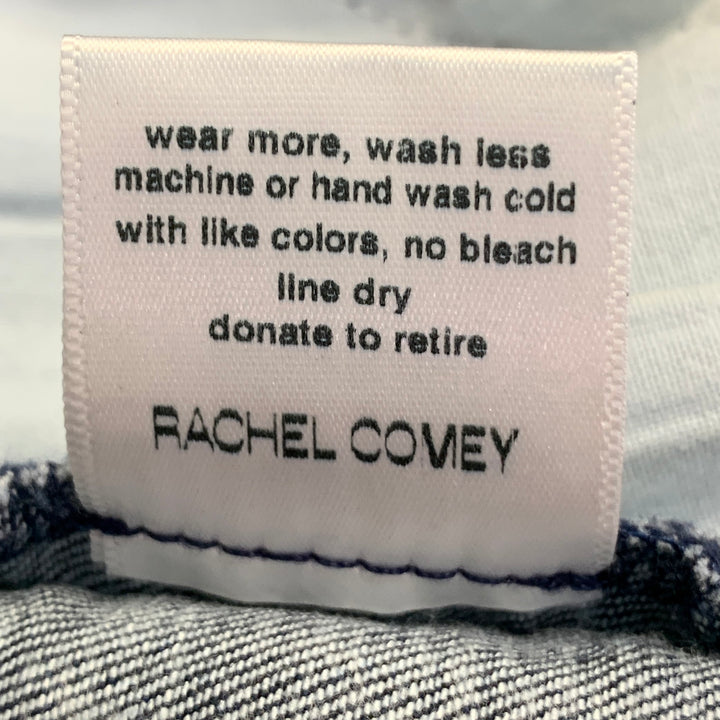 wear more, wash less
machine or hand wash cold
with like colors, no bleach
line dry
donate to retire
RACHEL COMEY